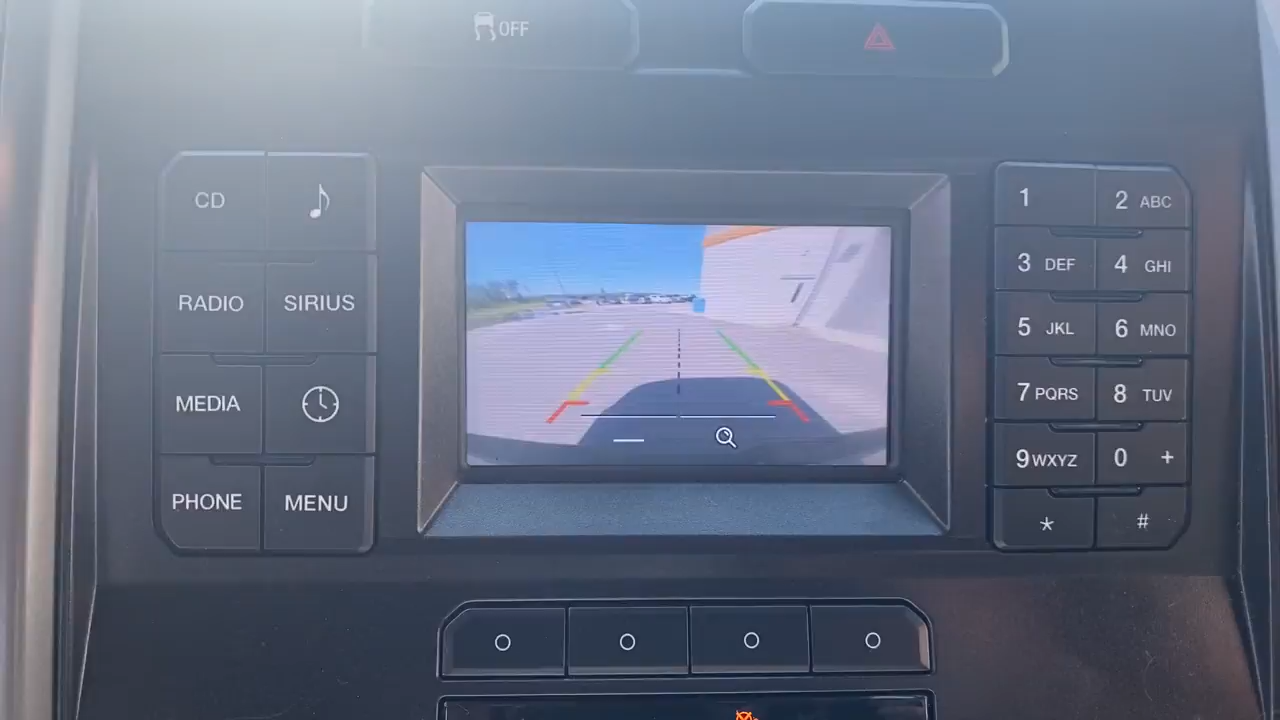 OFF
CD
RADIO SIRIUS
MEDIA
PHONE MENU
1 2 ABC
3 DEF 4 GHI
5 JKL 6 MNO
7 PQRS 8 TUV
9 WXYZ 0 +
* #